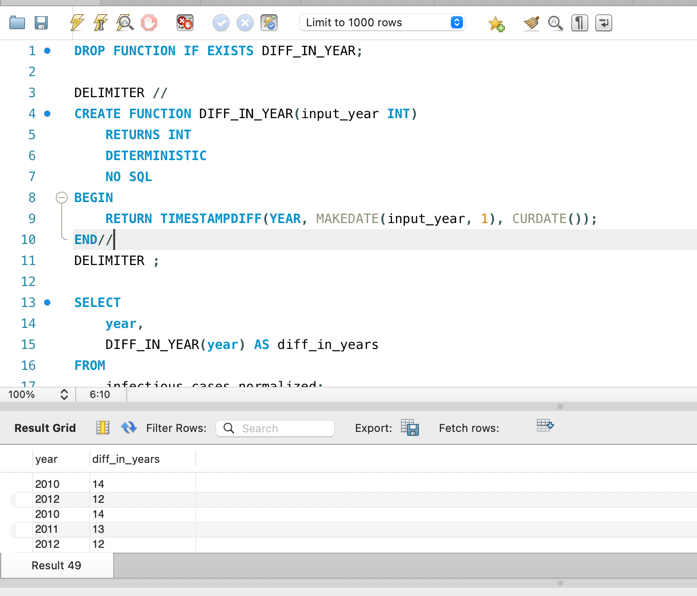 Limit to 1000 rows
1 DROP FUNCTION IF EXISTS DIFF_IN_YEAR;
2
3 DELIMITER //
4 CREATE FUNCTION DIFF_IN_YEAR(input_year INT)
5 RETURNS INT
6 DETERMINISTIC
7 NO SQL
8 BEGIN
9 RETURN TIMESTAMPDIFF(YEAR, MAKEDATE(input_year, 1), CURDATE());
10 END//
11 DELIMITER ;
12
13 SELECT
14 year,
15 DIFF_IN_YEAR(year) AS diff_in_years
16 FROM
17 infectious_cases_normalized;
100% 6:10
Result Grid Filter Rows: Search Export: Fetch rows:
year diff_in_years
2010 14
2012 12
2010 14
2011 13
2012 12
Result 49